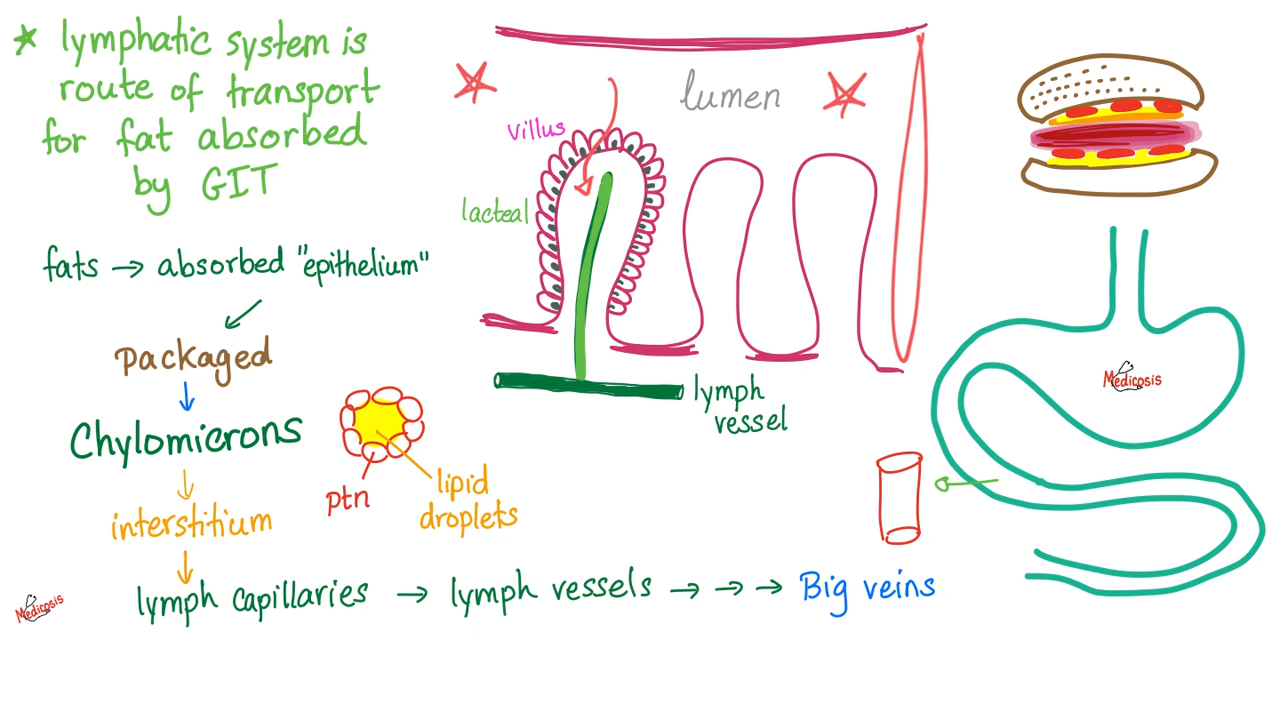 * lymphatic system is
route of transport
for fat absorbed
by GIT
fats → absorbed "epithelium"
Packaged
Chylomicrons
interstitium
lymph capillaries → lymph vessels → → → Big veins
ptn
lipid
droplets
lumen
villus
lacteal
lymph
vessel
Medicosis
Medicosis